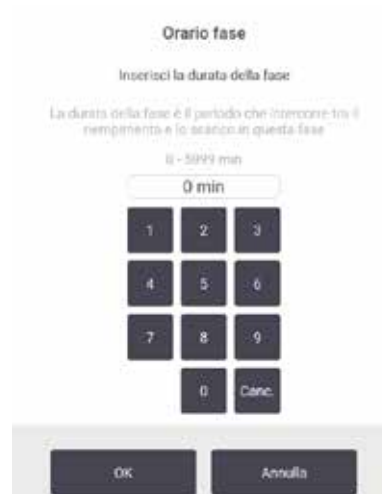 Orario fase
Inserisci la durata della fase
La durata della fase è il periodo che intercorre tra il
riempimento e lo scarico in questa fase
0 - 5999 min
0 min
1 2 3
4 5 6
7 8 9
0 Canc.
OK Annulla